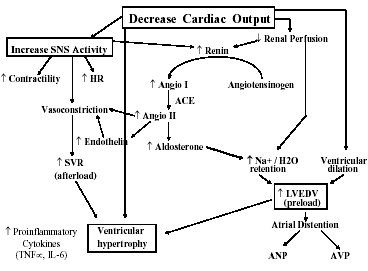 Decrease Cardiac Output
Increase SNS Activity
↓ Renal Perfusion
↑ Renin
↑ Contractility
↑ HR
↑ Angio I
Angiotensinogen
ACE
Vasoconstriction
↑ Angio II
↑ Endothelin
↑ Aldosterone
↑ SVR
(afterload)
↑ Na+ / H2O
retention
Ventricular
dilation
↑ LVEDV
(preload)
↑ Proinflammatory
Cytokines
(TNF∝, IL-6)
Ventricular
hypertrophy
Atrial Distention
ANP
AVP